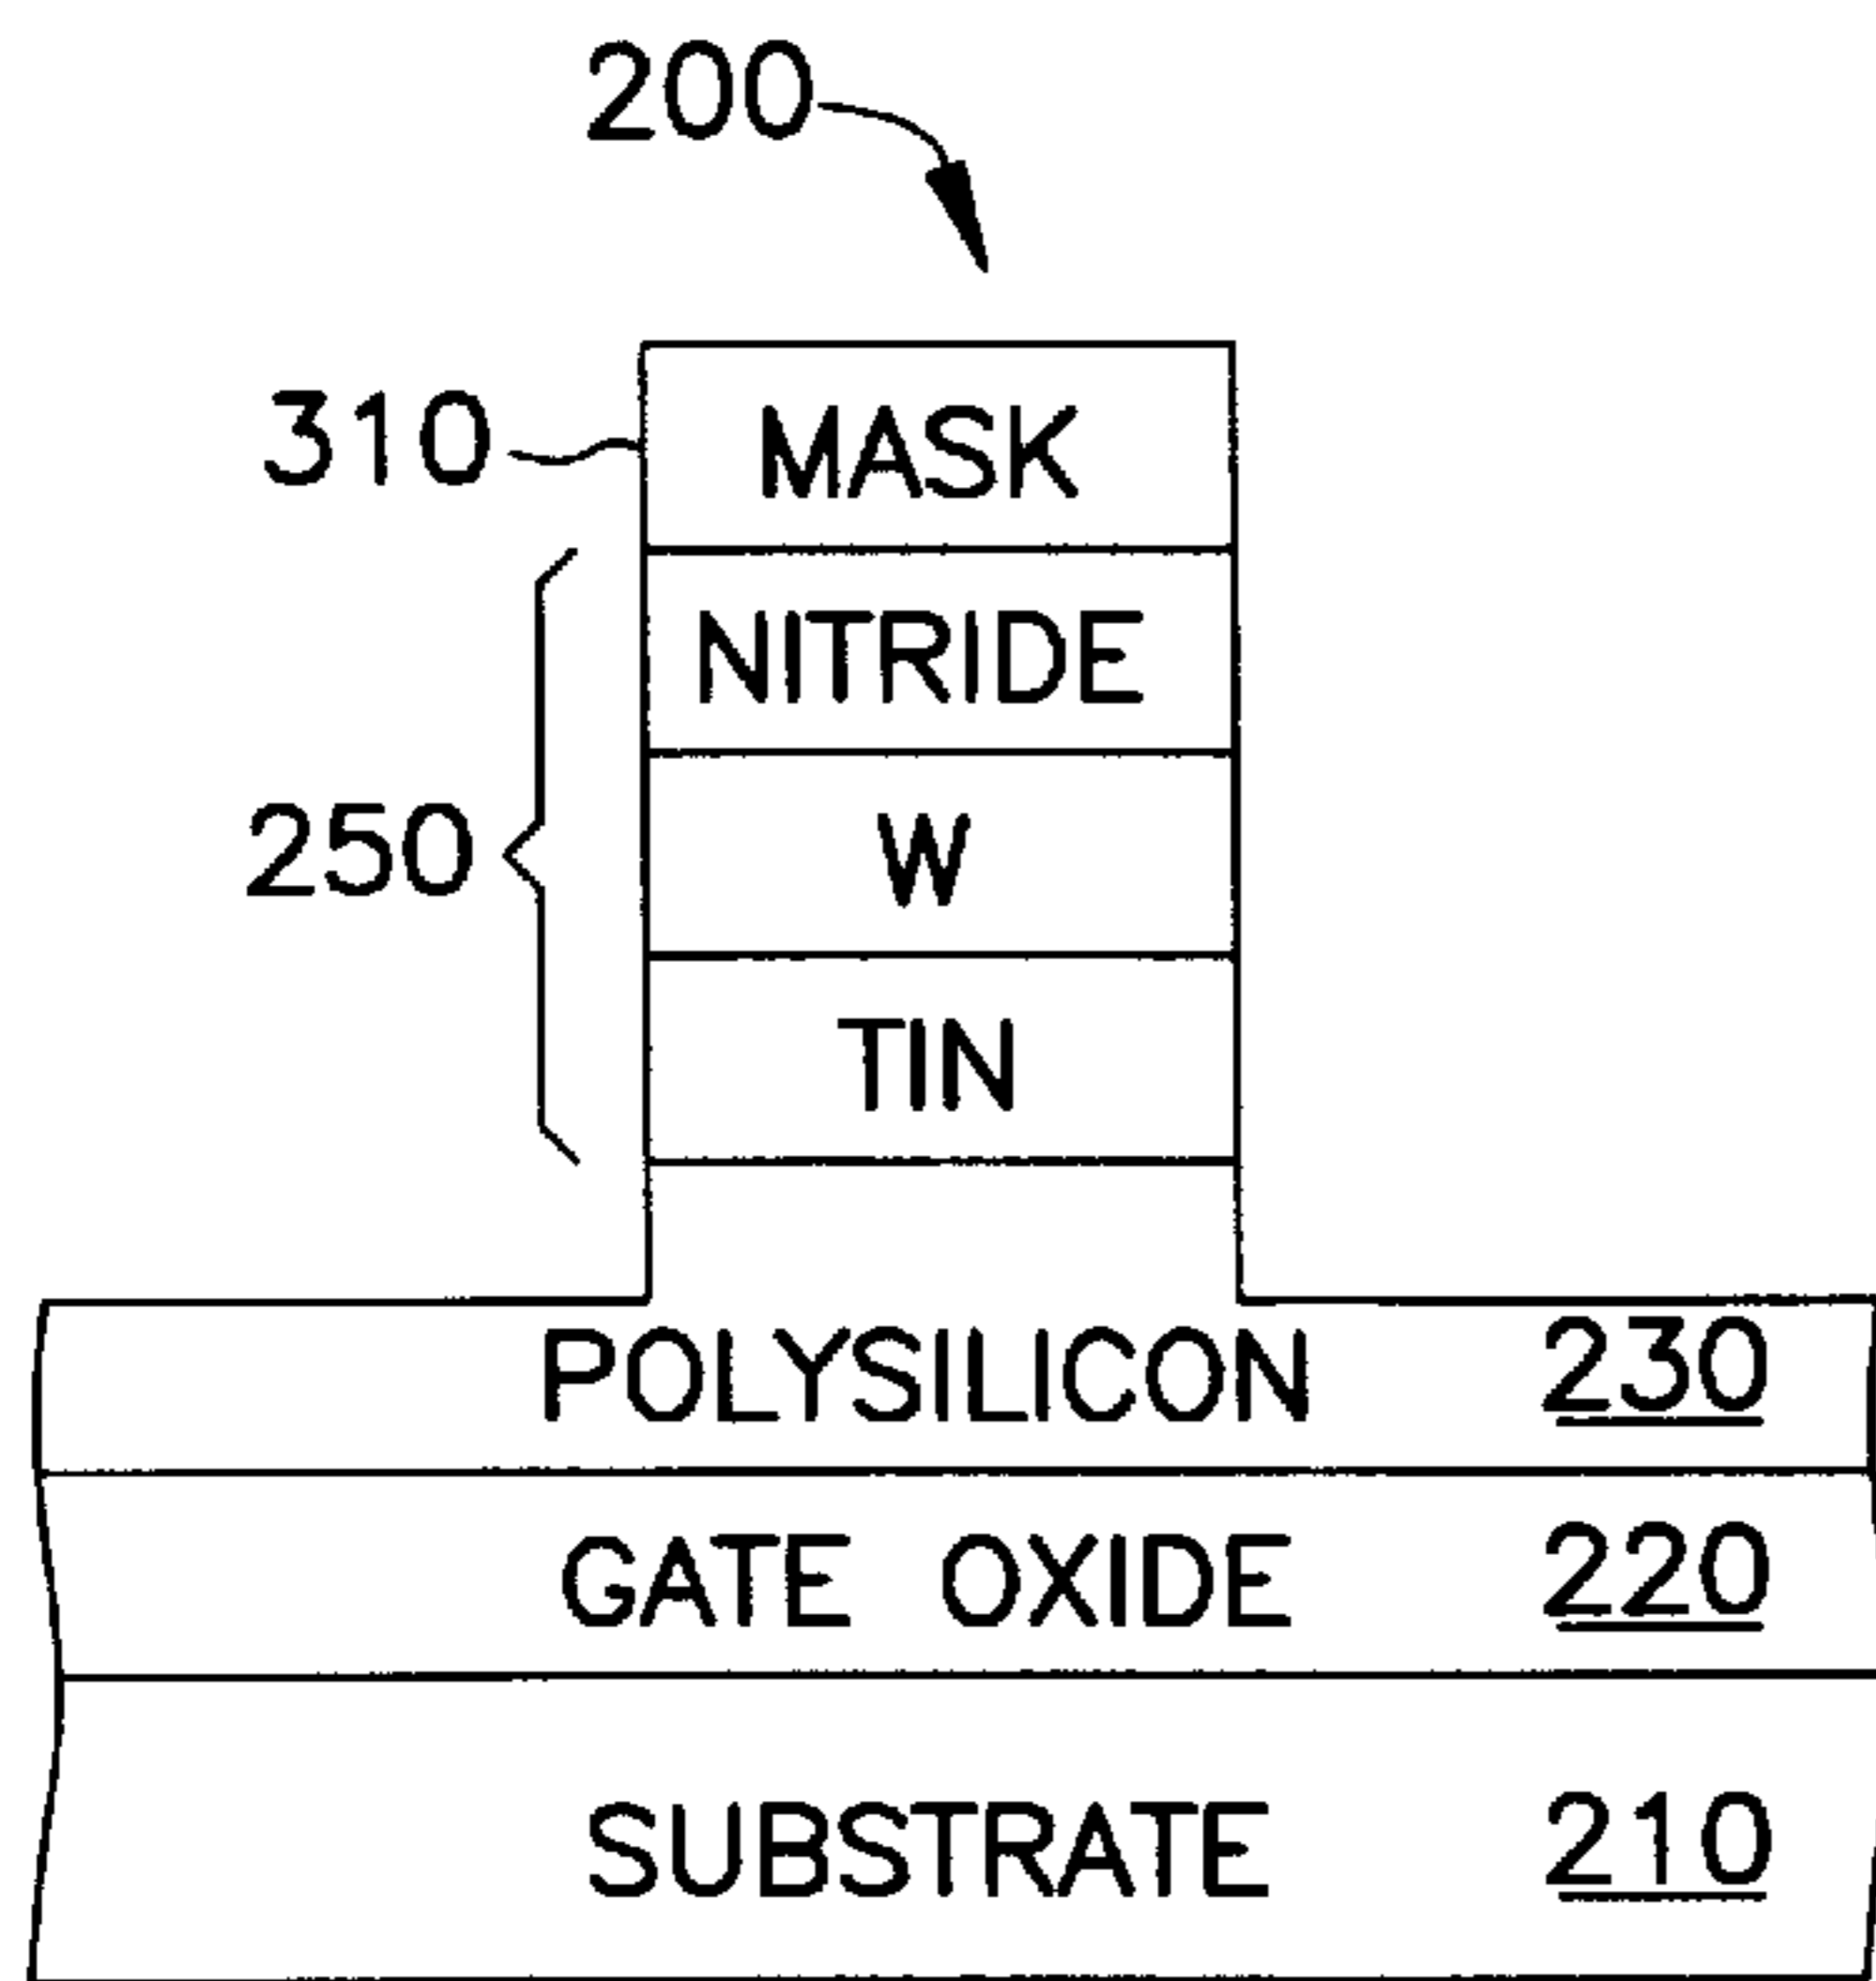 200
310 MASK
NITRIDE
250 W
TIN
POLYSILICON 230
GATE OXIDE 220
SUBSTRATE 210